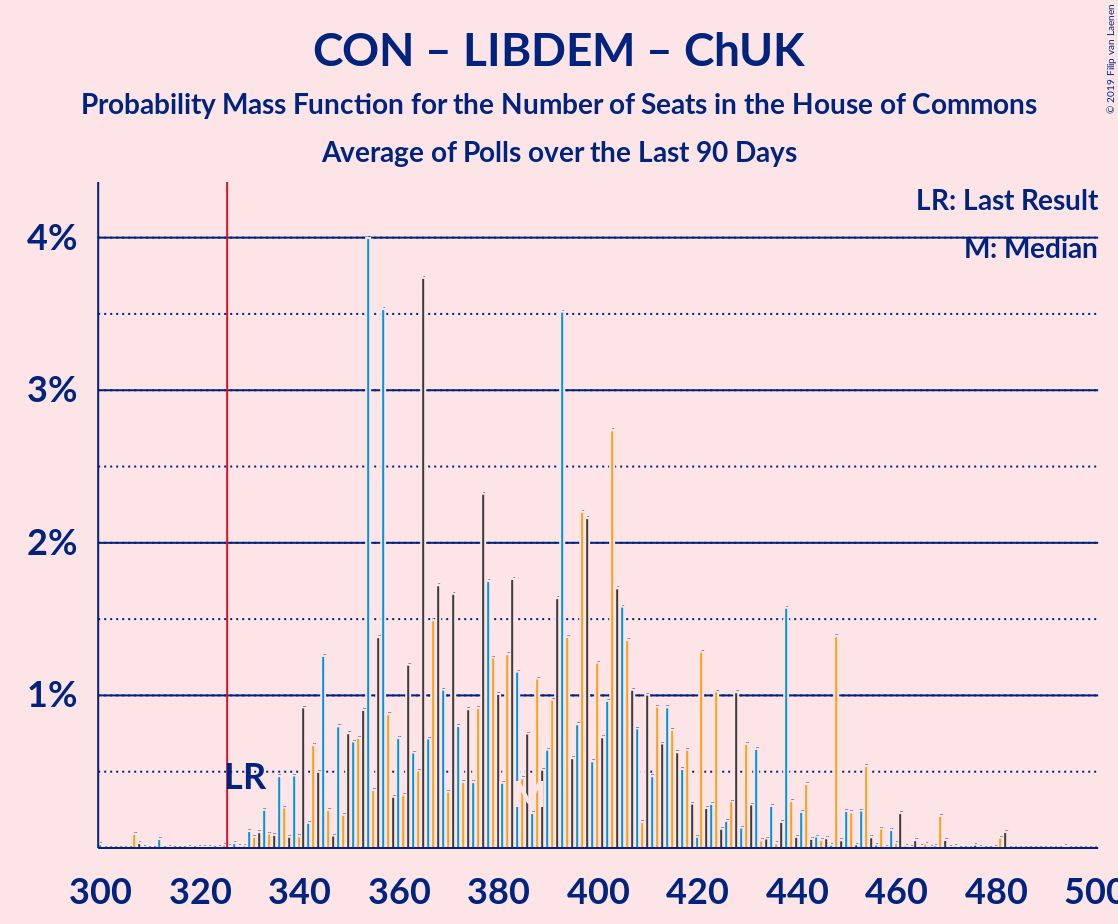 CON – LIBDEM – ChUK
Probability Mass Function for the Number of Seats in the House of Commons
Average of Polls over the Last 90 Days
© 2019 Filip van Laenen
LR: Last Result
M: Median
4%
3%
2%
1%
LR
M
300 320 340 360 380 400 420 440 460 480 500